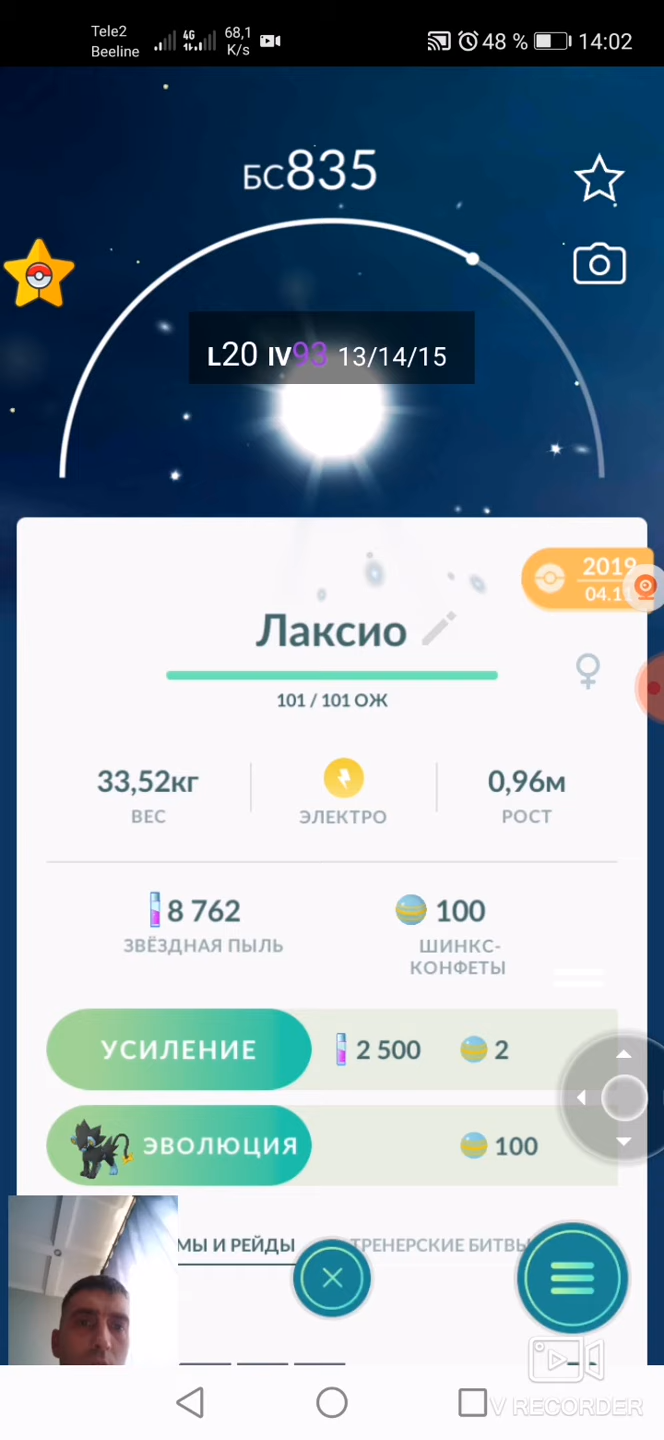 Tele2
Beeline
4G
68,1
K/s
48 %
14:02
БС835
L20 IV93 13/14/15
2019
Лаксио
101 / 101 ОЖ
33,52кг
ВЕС
ЭЛЕКТРО
0,96м
РОСТ
8 762
ЗВЁЗДНАЯ ПЫЛЬ
100
ШИНКС-
КОНФЕТЫ
УСИЛЕНИЕ
2 500
2
ЭВОЛЮЦИЯ
100
И РЕЙДЫ
ТРЕНЕРСКИЕ БИТВЫ
V RECORDER